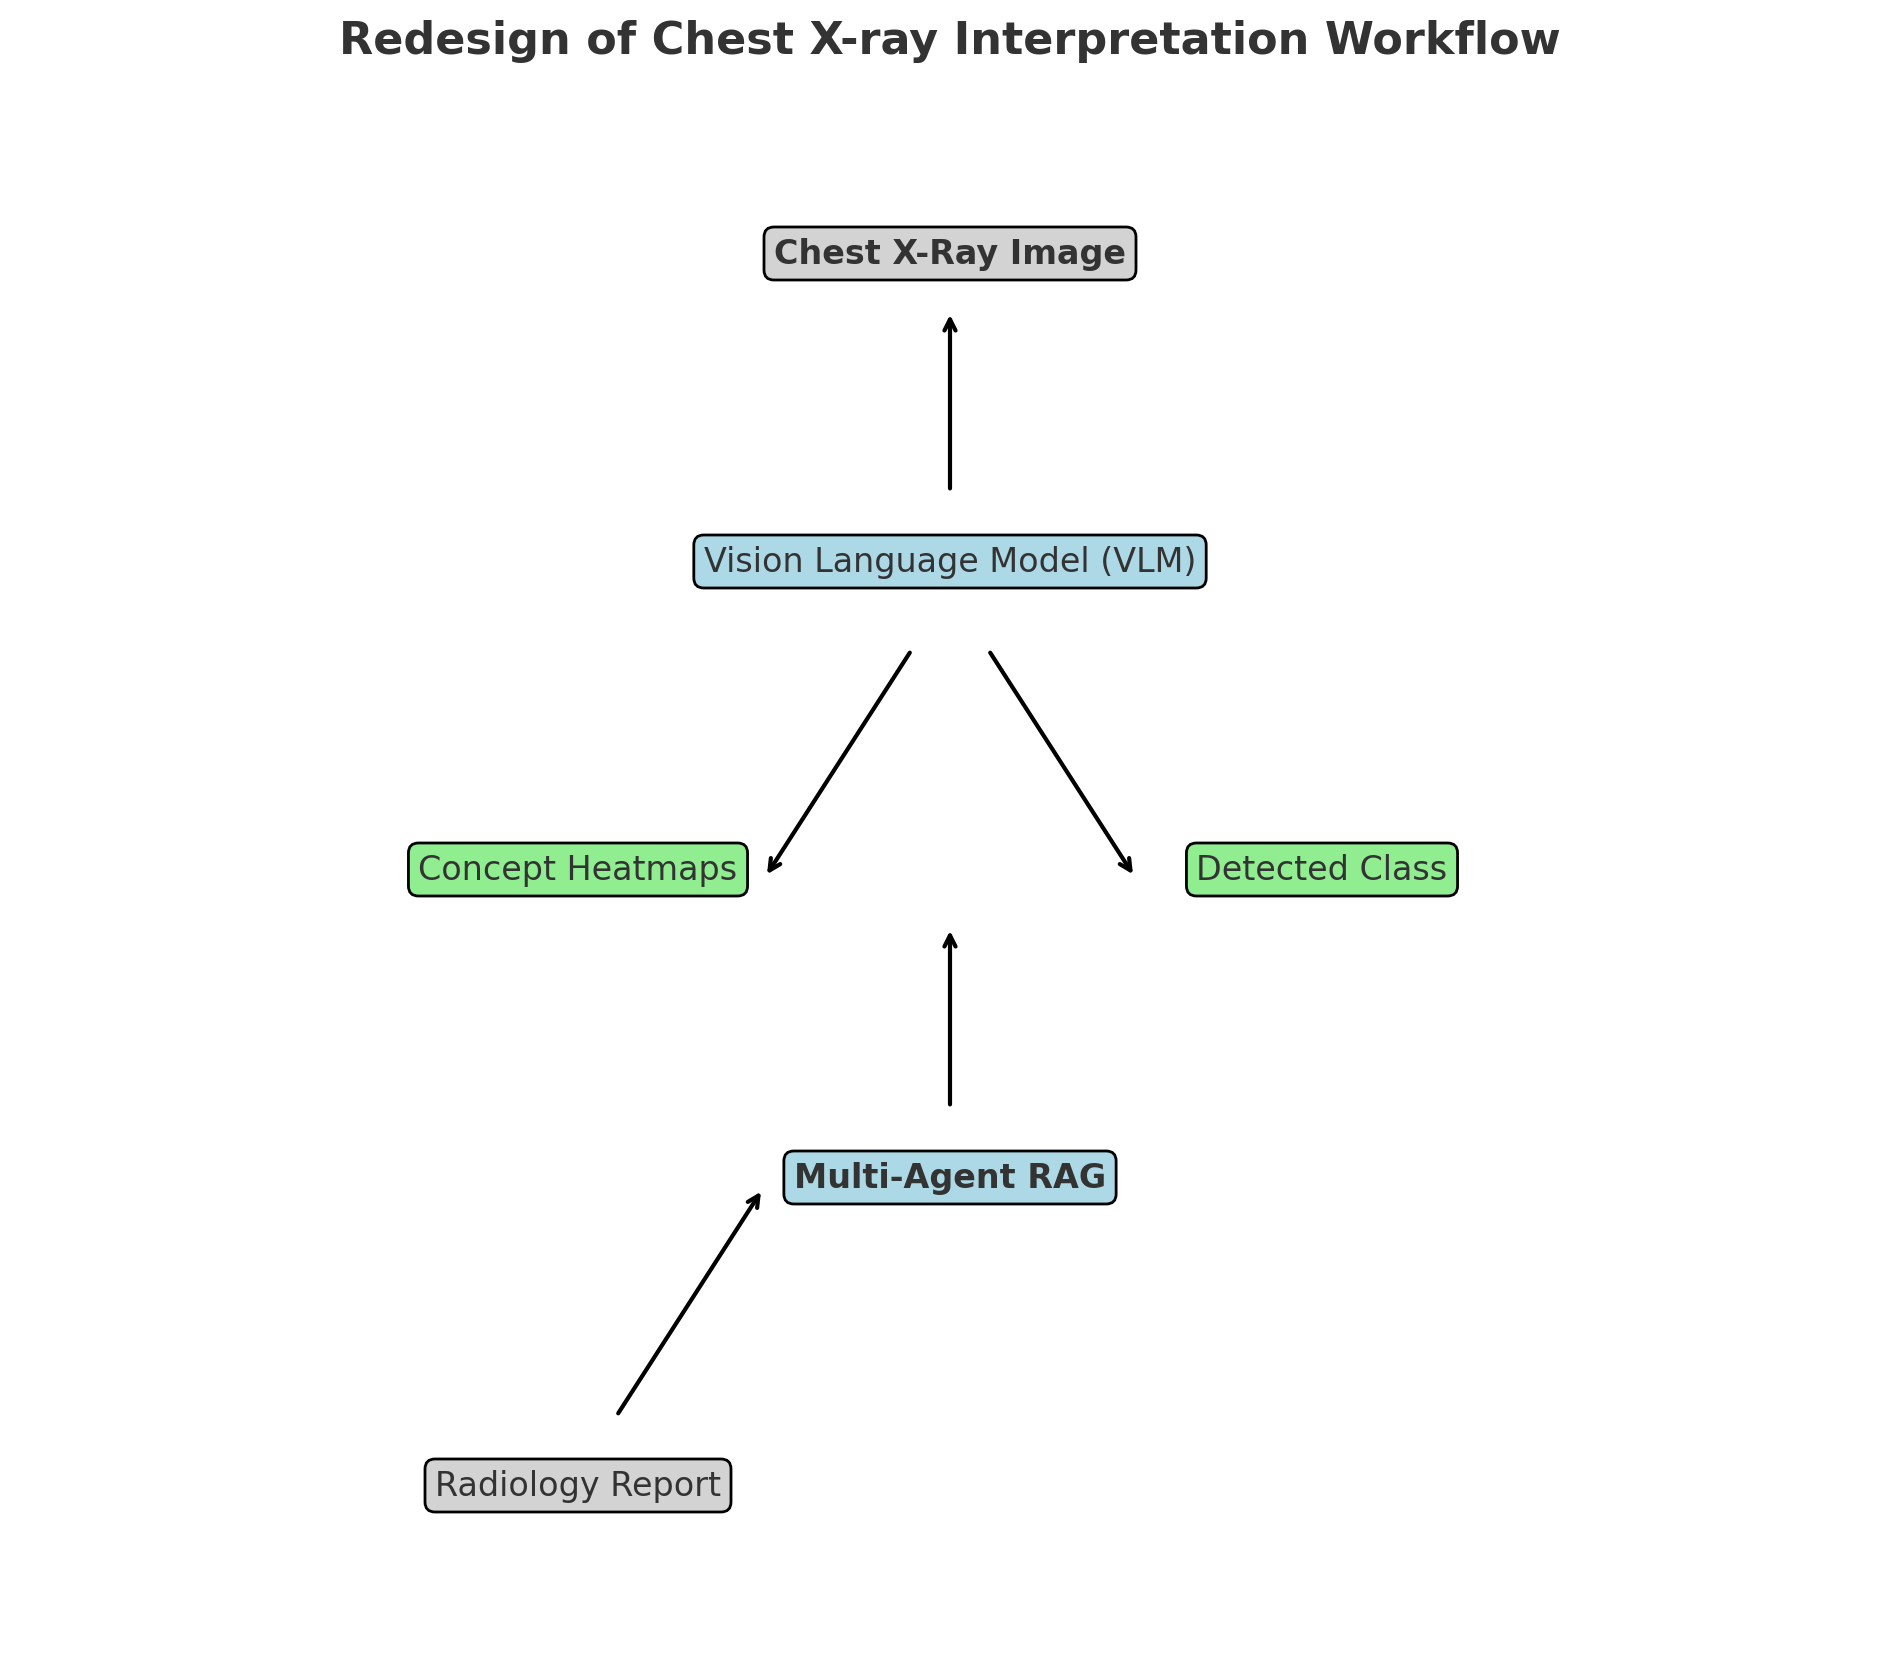 Redesign of Chest X-ray Interpretation Workflow
Chest X-Ray Image
Vision Language Model (VLM)
Concept Heatmaps
Detected Class
Multi-Agent RAG
Radiology Report